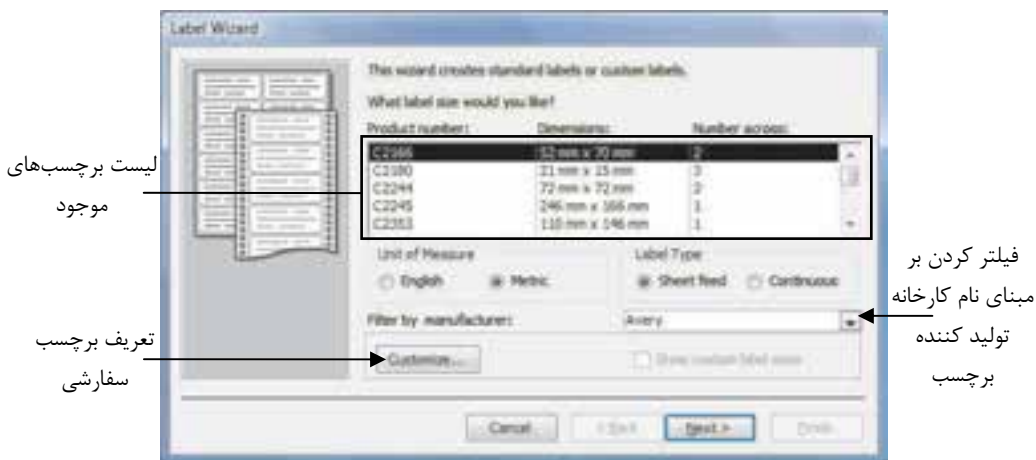 Label Wizard
This wizard creates standard labels or custom labels.
What label size would you like?
Product number: Dimensions: Number across:
C2166 52 mm x 70 mm 2
C2180 21 mm x 15 mm 3
C2244 72 mm x 72 mm 2
C2245 246 mm x 166 mm 1
C2353 110 mm x 146 mm 1
لیست برچسب‌های
موجود
Unit of Measure Label Type
English Metric Sheet feed Continuous
Filter by manufacturer: Avery
فیلتر کردن بر
مبنای نام کارخانه
تولید کننده
برچسب
Customize... Show custom label sizes
تعریف برچسب
سفارشی
Cancel < Back Next > Finish